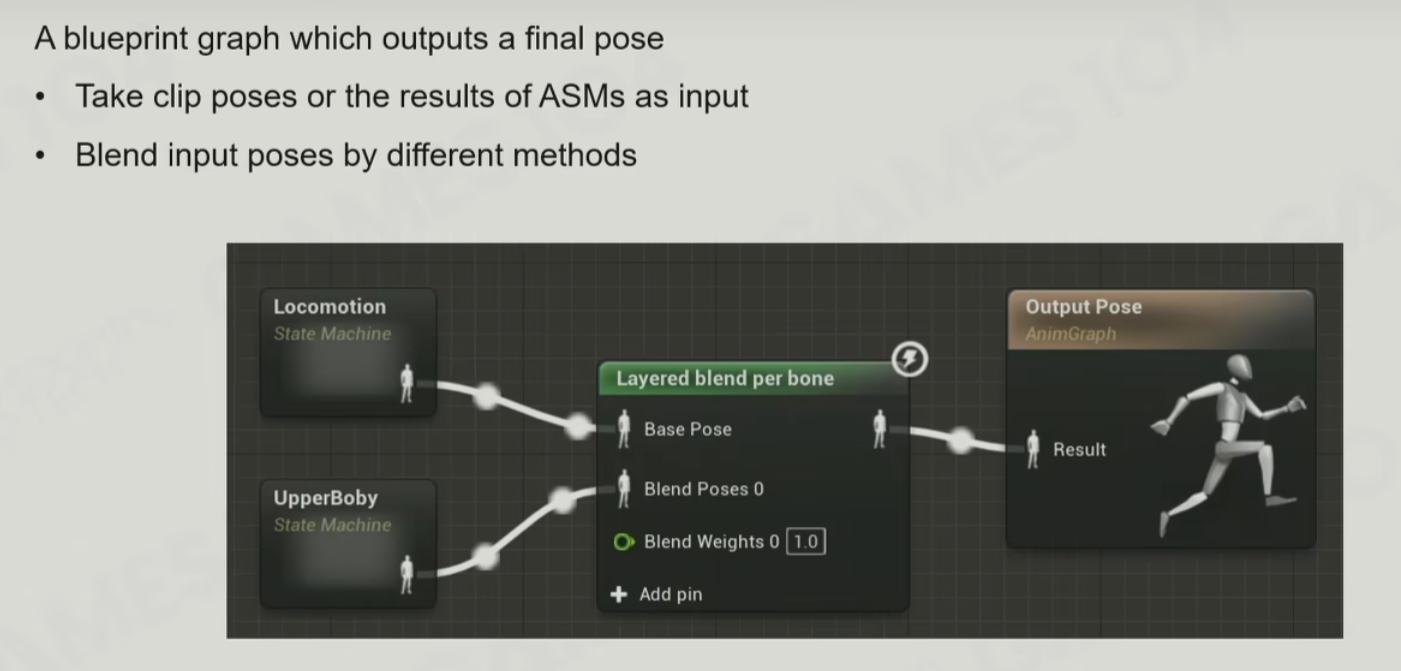 A blueprint graph which outputs a final pose
• Take clip poses or the results of ASMs as input
• Blend input poses by different methods
Locomotion
State Machine
UpperBoby
State Machine
Layered blend per bone
Base Pose
Blend Poses 0
Blend Weights 0 1.0
Add pin
Output Pose
AnimGraph
Result